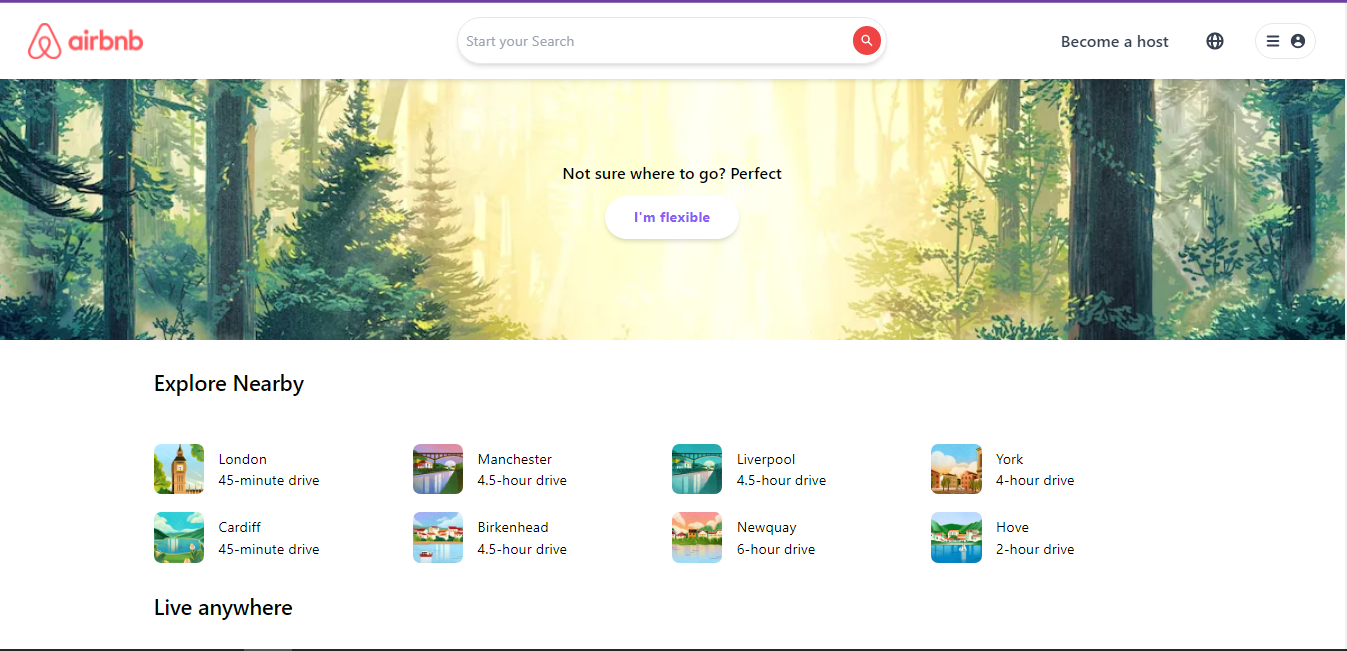 airbnb
Start your Search
Become a host
Not sure where to go? Perfect
I'm flexible
Explore Nearby
London
45-minute drive
Manchester
4.5-hour drive
Liverpool
4.5-hour drive
York
4-hour drive
Cardiff
45-minute drive
Birkenhead
4.5-hour drive
Newquay
6-hour drive
Hove
2-hour drive
Live anywhere